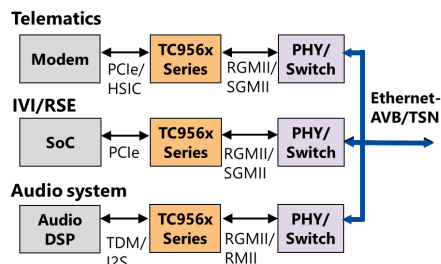 Telematics
Modem
PCIe/
HSIC
TC956x
Series
RGMII/
SGMII
PHY/
Switch
Ethernet-
AVB/TSN
IVI/RSE
SoC
PCIe
TC956x
Series
RGMII/
SGMII
PHY/
Switch
Audio system
Audio
DSP
TDM/
I2S
TC956x
Series
RGMII/
RMII
PHY/
Switch